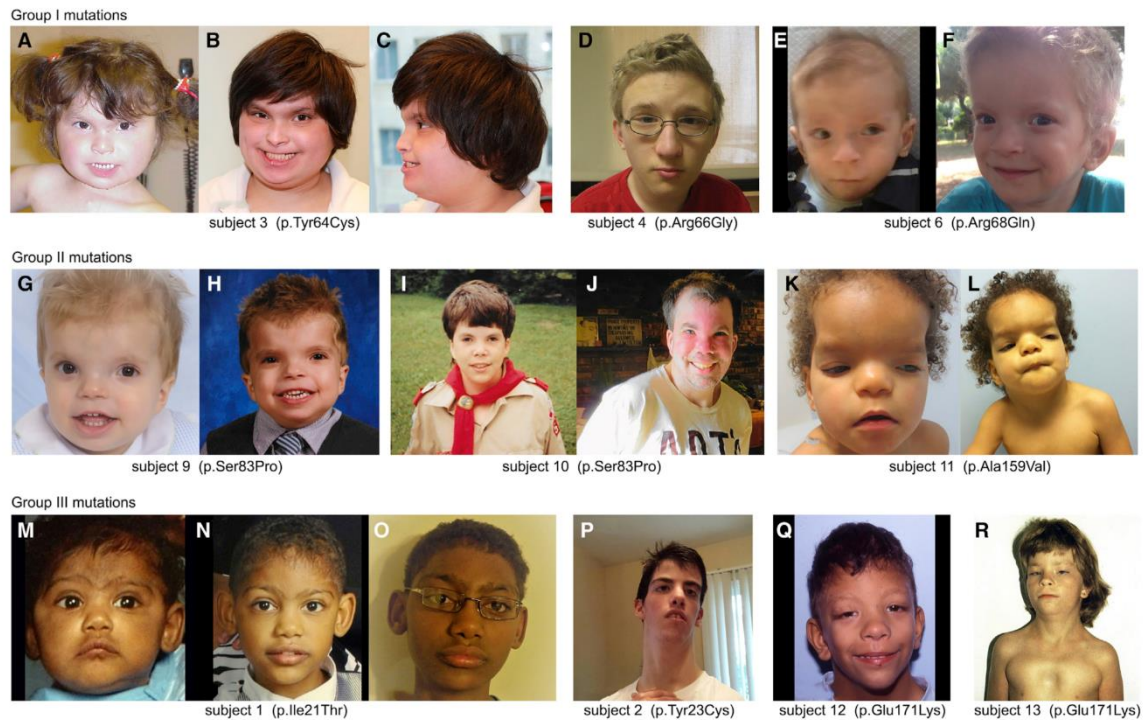 Group I mutations
A B C D E F
subject 3 (p.Tyr64Cys) subject 4 (p.Arg66Gly) subject 6 (p.Arg68Gln)
Group II mutations
G H I J K L
subject 9 (p.Ser83Pro) subject 10 (p.Ser83Pro) subject 11 (p.Ala159Val)
Group III mutations
M N O P Q R
subject 1 (p.Ile21Thr) subject 2 (p.Tyr23Cys) subject 12 (p.Glu171Lys) subject 13 (p.Glu171Lys)